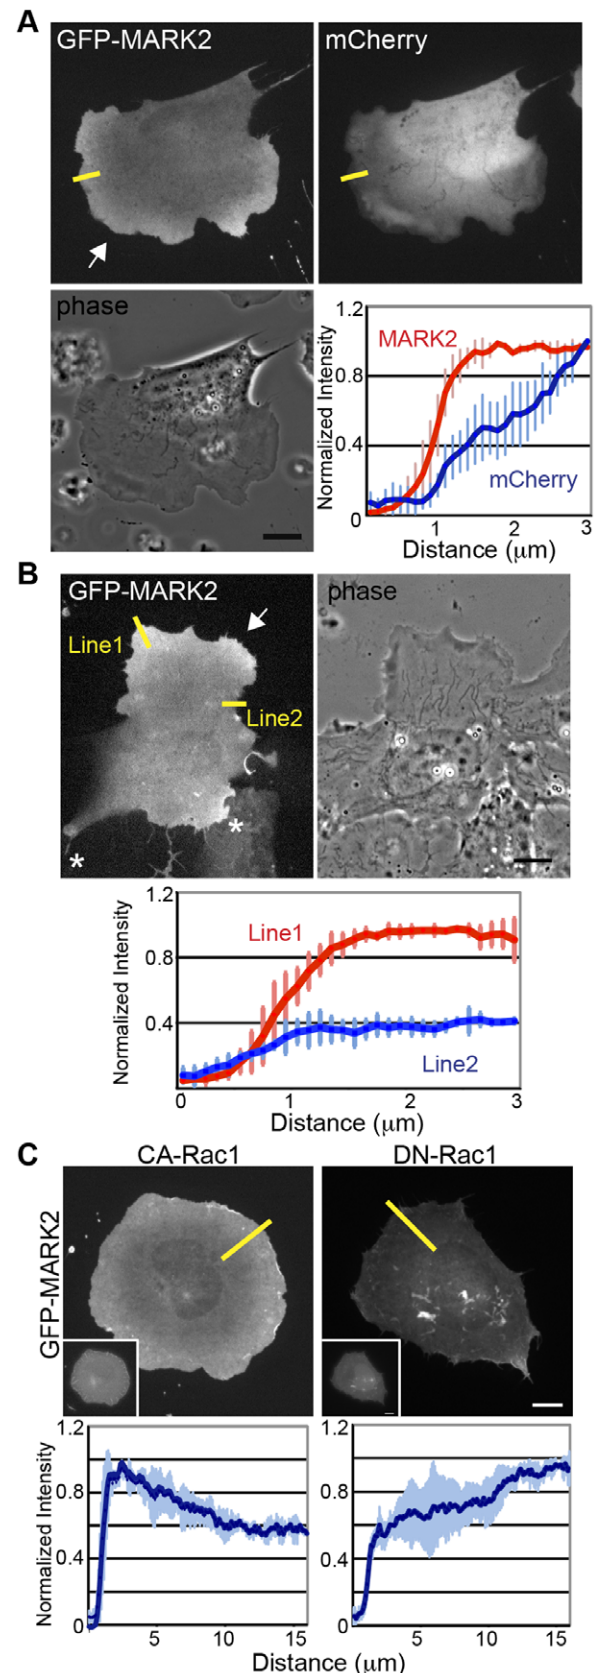 A
GFP-MARK2
mCherry
phase
Normalized Intensity
1.2
0.8
0.4
0
MARK2
mCherry
1
2
3
Distance (μm)
B
GFP-MARK2
phase
Line1
Line2
*
*
Normalized Intensity
1.2
0.8
0.4
Line1
Line2
0
1
2
3
Distance (μm)
C
CA-Rac1
DN-Rac1
GFP-MARK2
Normalized Intensity
1.2
0.8
0.4
0
5
10
15
1.2
0.8
0.4
0
5
10
15
Distance (μm)